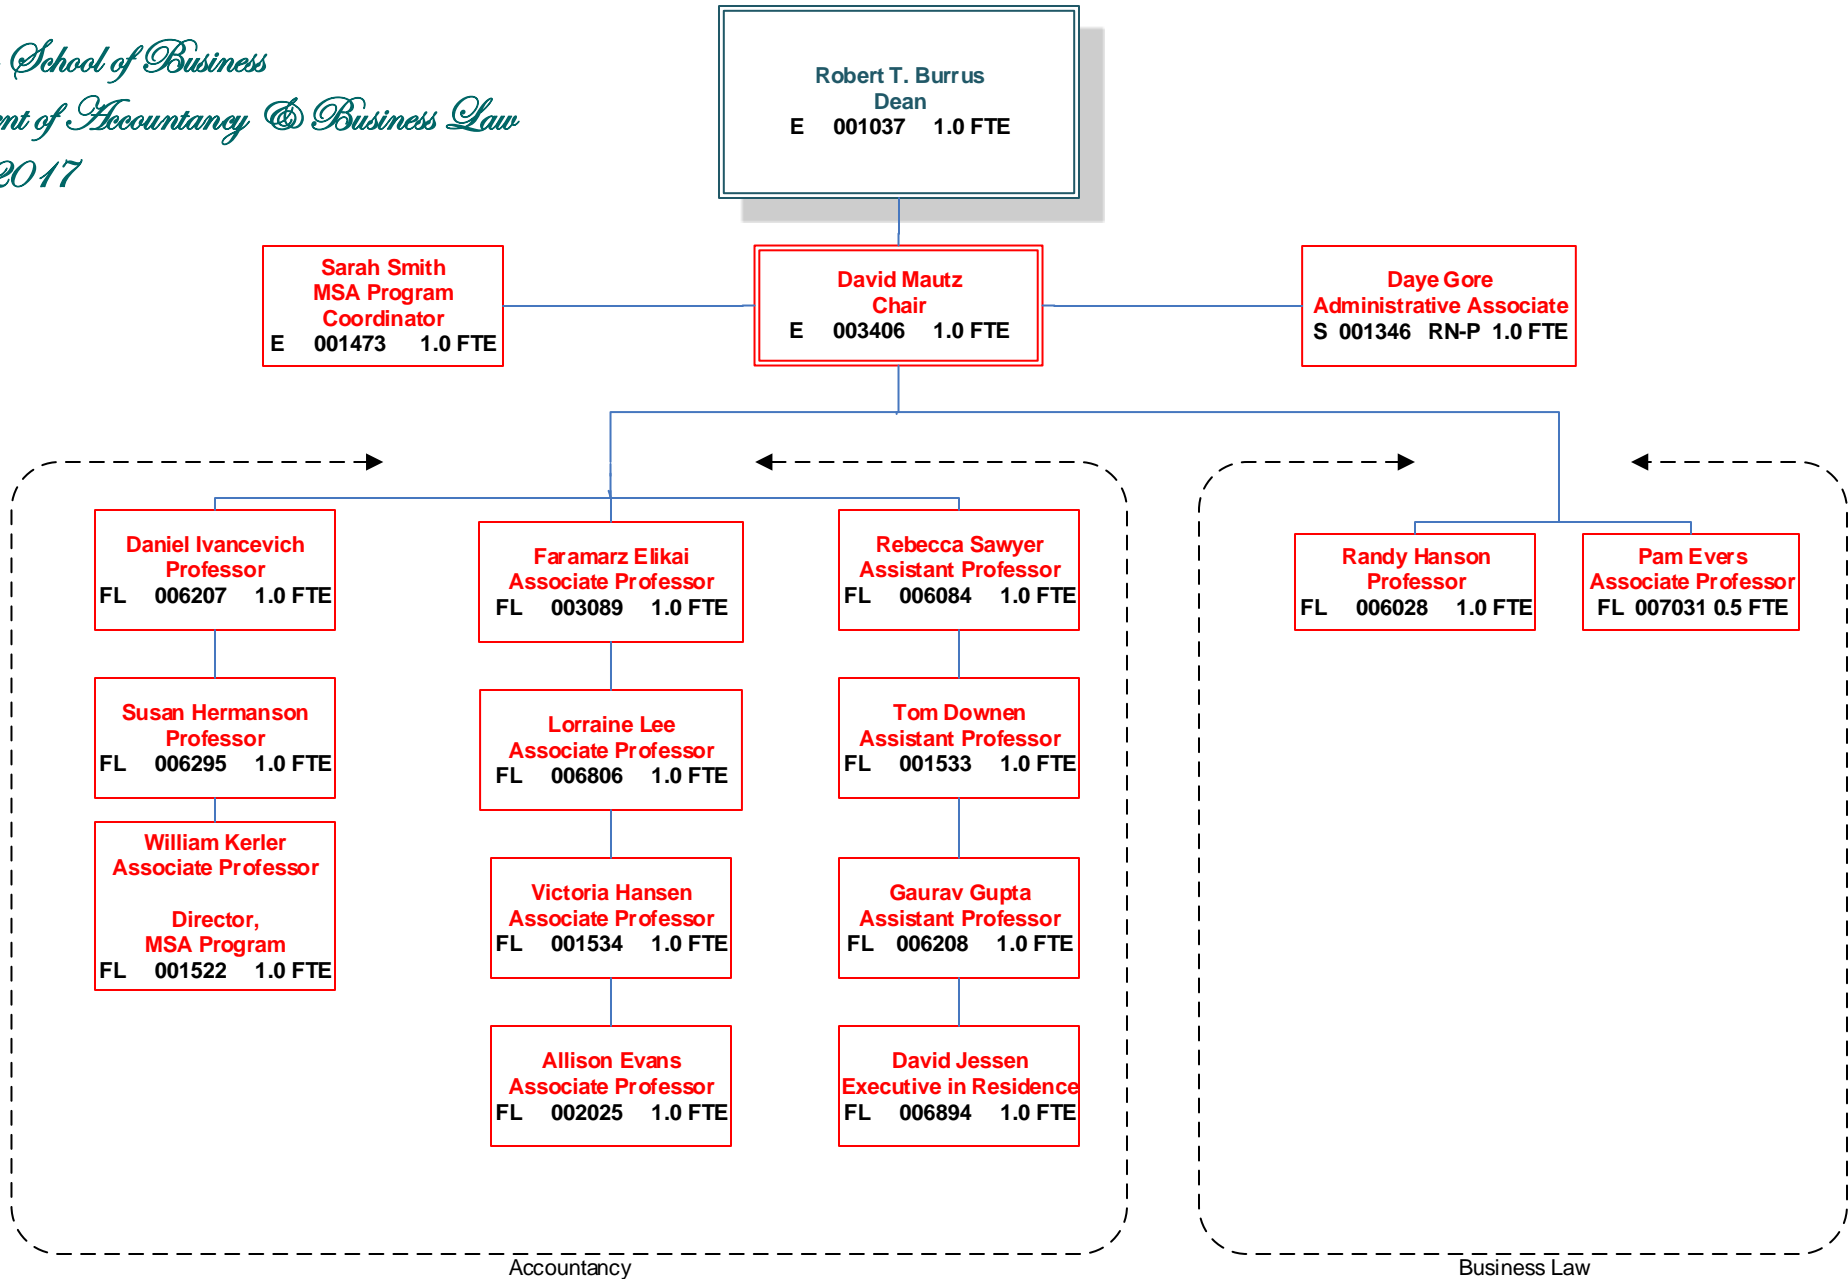 School of Business
ent of Accountancy & Business Law
2017
Robert T. Burrus
Dean
E 001037 1.0 FTE
Sarah Smith
MSA Program
Coordinator
E 001473 1.0 FTE
David Mautz
Chair
E 003406 1.0 FTE
Daye Gore
Administrative Associate
S 001346 RN-P 1.0 FTE
Daniel Ivancevich
Professor
FL 006207 1.0 FTE
Faramarz Elikai
Associate Professor
FL 003089 1.0 FTE
Rebecca Sawyer
Assistant Professor
FL 006084 1.0 FTE
Randy Hanson
Professor
FL 006028 1.0 FTE
Pam Evers
Associate Professor
FL 007031 0.5 FTE
Susan Hermanson
Professor
FL 006295 1.0 FTE
Lorraine Lee
Associate Professor
FL 006806 1.0 FTE
Tom Downen
Assistant Professor
FL 001533 1.0 FTE
William Kerler
Associate Professor
Director,
MSA Program
FL 001522 1.0 FTE
Victoria Hansen
Associate Professor
FL 001534 1.0 FTE
Gaurav Gupta
Assistant Professor
FL 006208 1.0 FTE
Allison Evans
Associate Professor
FL 002025 1.0 FTE
David Jessen
Executive in Residence
FL 006894 1.0 FTE
Accountancy
Business Law